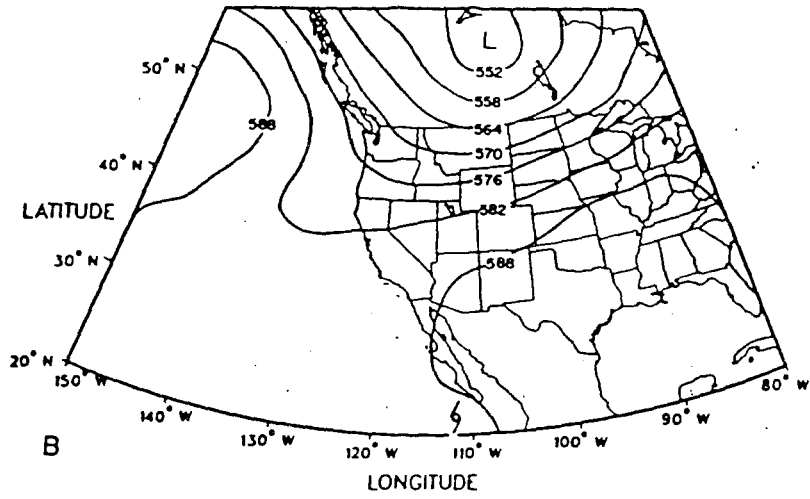 L
50° N
552
558
588
564
570
40° N
576
LATITUDE
582
30° N
588
20° N
150° W
80° W
140° W
90° W
130° W
100° W
120° W
110° W
B
LONGITUDE